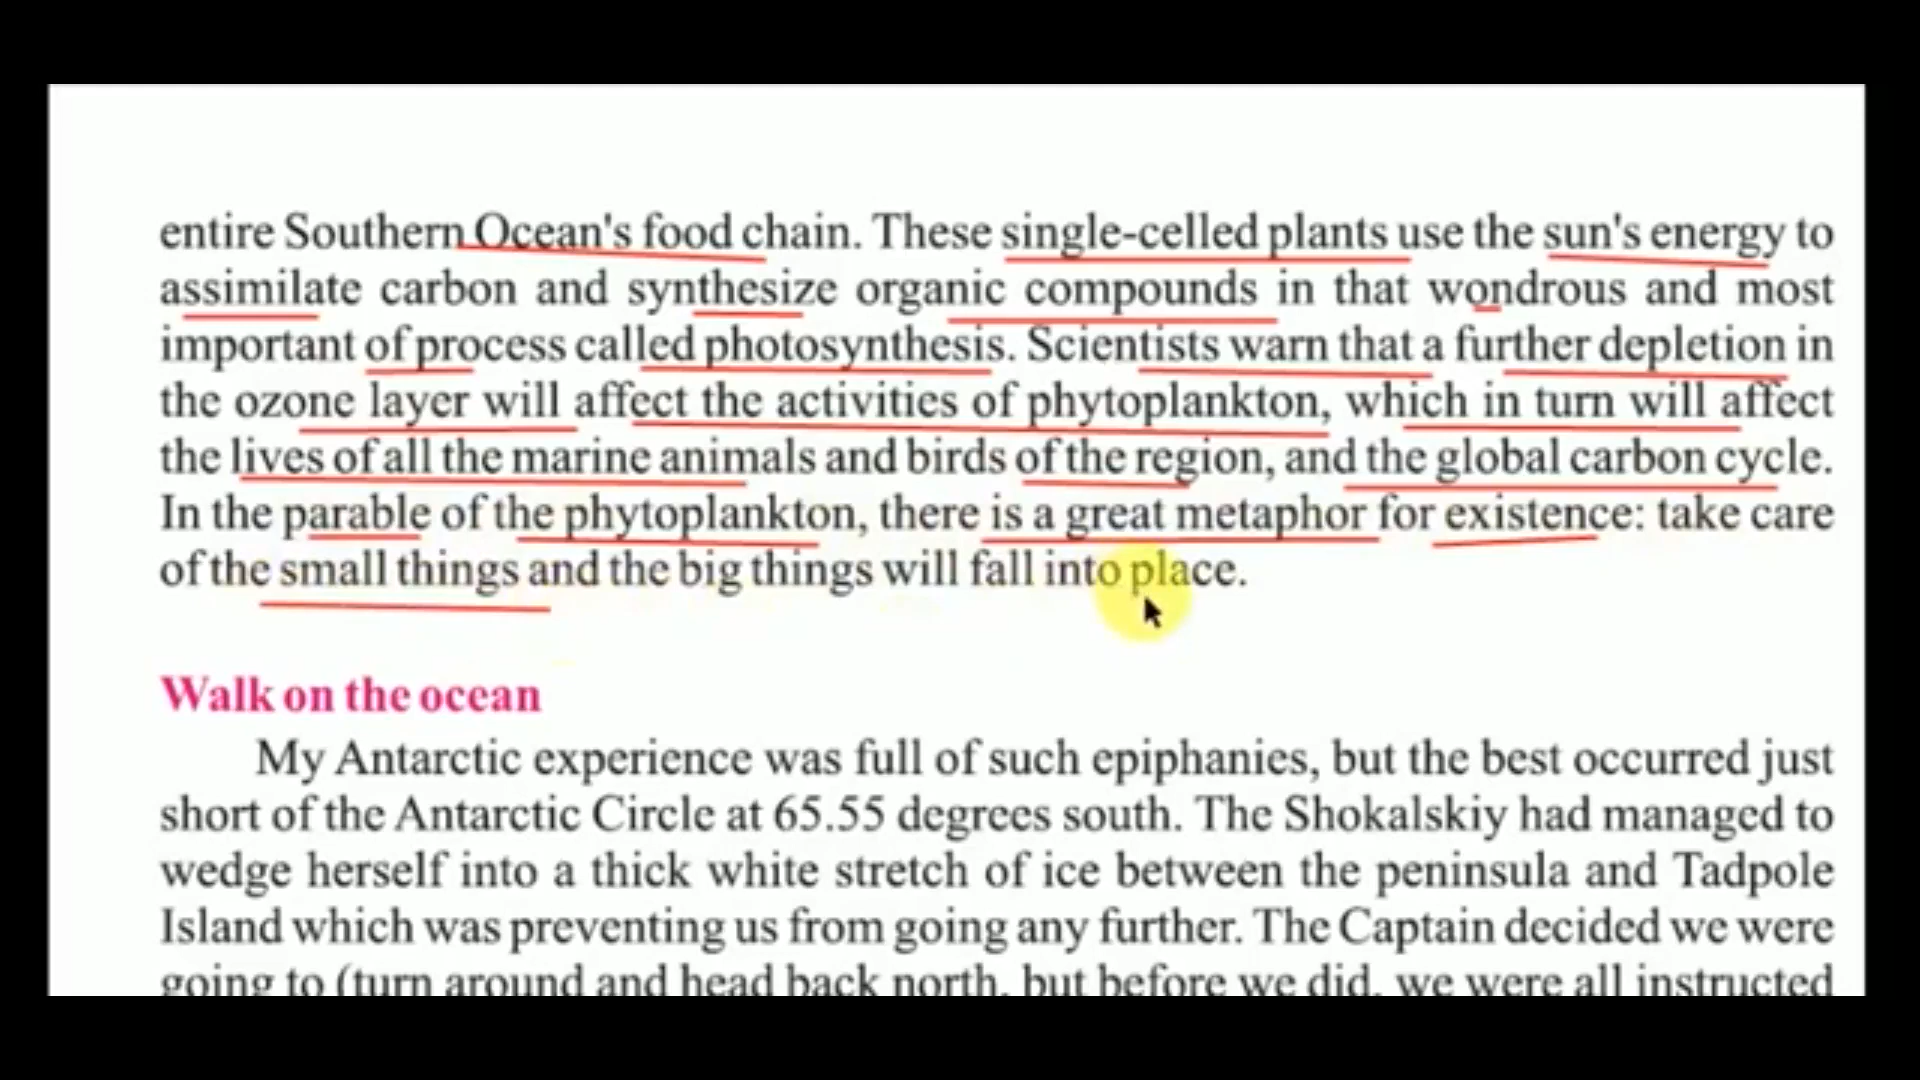 entire Southern Ocean's food chain. These single-celled plants use the sun's energy to
assimilate carbon and synthesize organic compounds in that wondrous and most
important of process called photosynthesis. Scientists warn that a further depletion in
the ozone layer will affect the activities of phytoplankton, which in turn will affect
the lives of all the marine animals and birds of the region, and the global carbon cycle.
In the parable of the phytoplankton, there is a great metaphor for existence: take care
of the small things and the big things will fall into place.
Walk on the ocean
My Antarctic experience was full of such epiphanies, but the best occurred just
short of the Antarctic Circle at 65.55 degrees south. The Shokalskiy had managed to
wedge herself into a thick white stretch of ice between the peninsula and Tadpole
Island which was preventing us from going any further. The Captain decided we were
going to (turn around and head back north, but before we did, we were all instructed